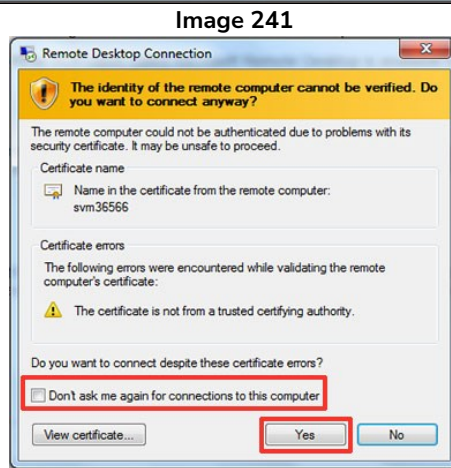 Image 241
Remote Desktop Connection
The identity of the remote computer cannot be verified. Do
you want to connect anyway?
The remote computer could not be authenticated due to problems with its
security certificate. It may be unsafe to proceed.
Certificate name
Name in the certificate from the remote computer:
svm36566
Certificate errors
The following errors were encountered while validating the remote
computer's certificate:
The certificate is not from a trusted certifying authority.
Do you want to connect despite these certificate errors?
Don't ask me again for connections to this computer
View certificate...
Yes
No